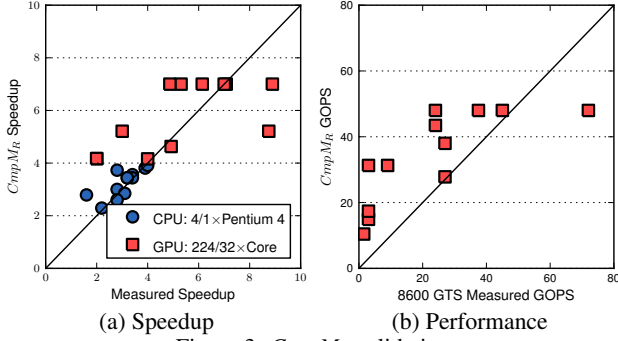 10
8
6
4
2
0
CmpM_R Speedup
0 2 4 6 8 10
Measured Speedup
CPU: 4/1×Pentium 4
GPU: 224/32×Core
(a) Speedup
80
60
40
20
0
CmpM_R GOPS
0 20 40 60 80
8600 GTS Measured GOPS
(b) Performance